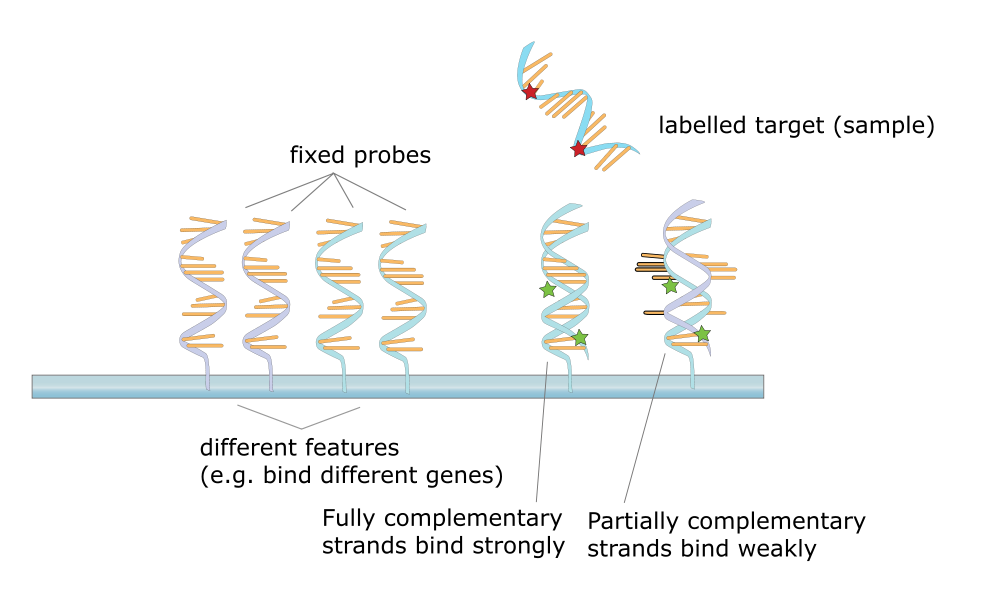 labelled target (sample)
fixed probes
different features
(e.g. bind different genes)
Fully complementary
strands bind strongly
Partially complementary
strands bind weakly